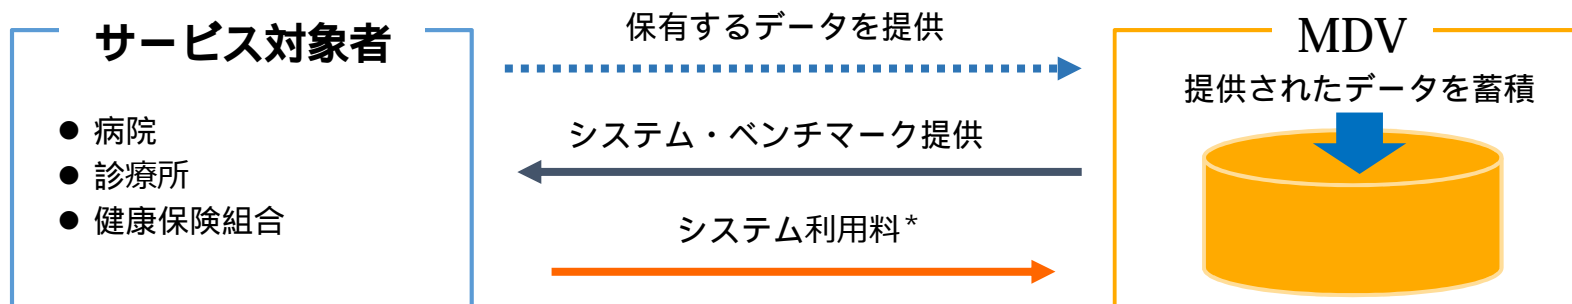 サービス対象者
● 病院
● 診療所
● 健康保険組合
保有するデータを提供
システム・ベンチマーク提供
システム利用料*
MDV
提供されたデータを蓄積